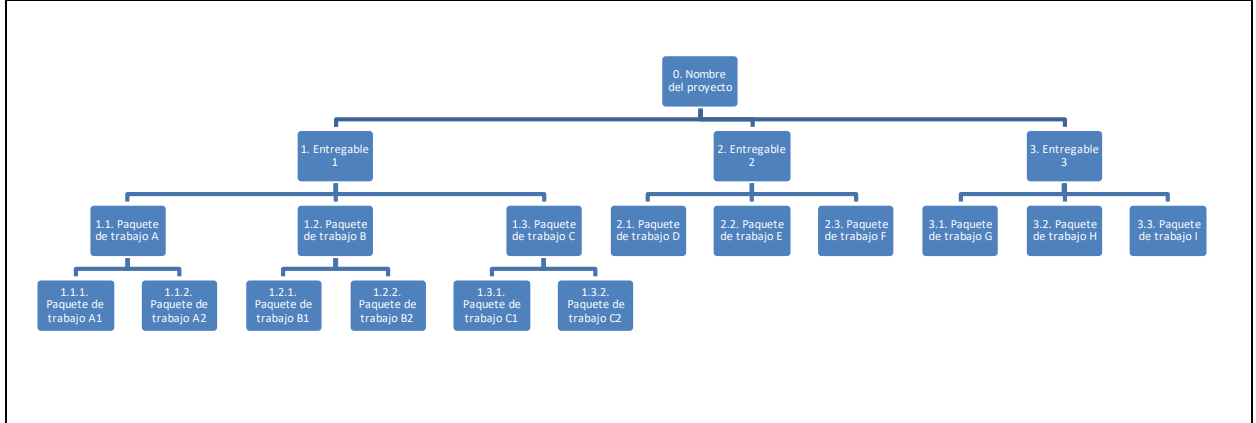 0. Nombre
del proyecto
1. Entregable
1
2. Entregable
2
3. Entregable
3
1.1. Paquete
de trabajo A
1.2. Paquete
de trabajo B
1.3. Paquete
de trabajo C
2.1. Paquete
de trabajo D
2.2. Paquete
de trabajo E
2.3. Paquete
de trabajo F
3.1. Paquete
de trabajo G
3.2. Paquete
de trabajo H
3.3. Paquete
de trabajo I
1.1.1.
Paquete de
trabajo A1
1.1.2.
Paquete de
trabajo A2
1.2.1.
Paquete de
trabajo B1
1.2.2.
Paquete de
trabajo B2
1.3.1.
Paquete de
trabajo C1
1.3.2.
Paquete de
trabajo C2